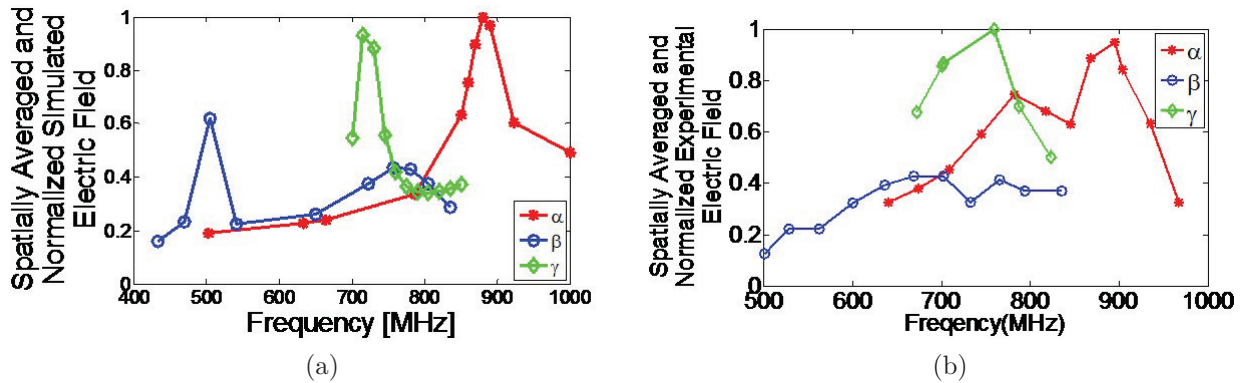 Spatially Averaged and
Normalized Simulated
Electric Field
1
0.8
0.6
0.4
0.2
0
400
500
600
700
800
900
1000
Frequency [MHz]
α
β
γ
(a)
Spatially Averaged and
Normalized Experimental
Electric Field
1
0.8
0.6
0.4
0.2
0
500
600
700
800
900
1000
Freqency(MHz)
α
β
γ
(b)